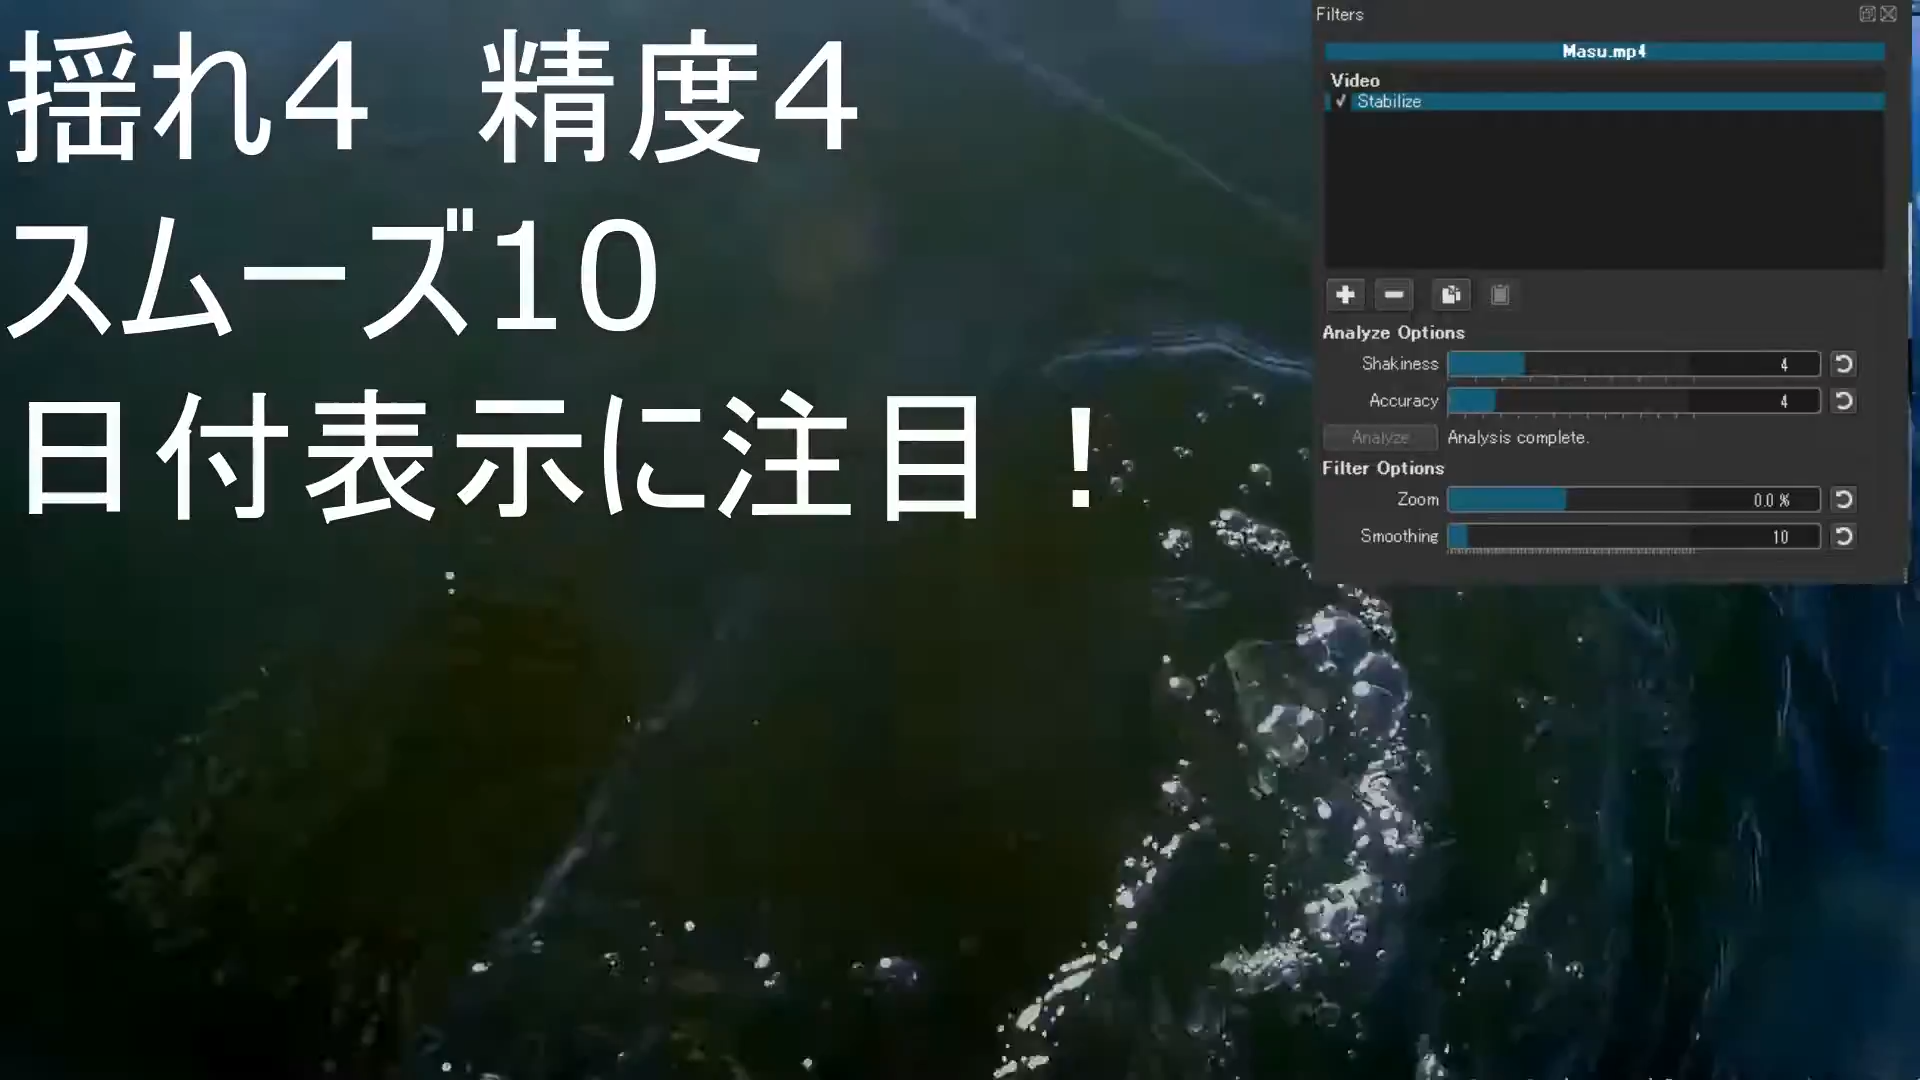 揺れ4　精度4
スムーズ10
日付表示に注目！
Filters
Masu.mp4
Video
✓ Stabilize
Analyze Options
Shakiness 4
Accuracy 4
Analyze Analysis complete.
Filter Options
Zoom 0.0 %
Smoothing 10